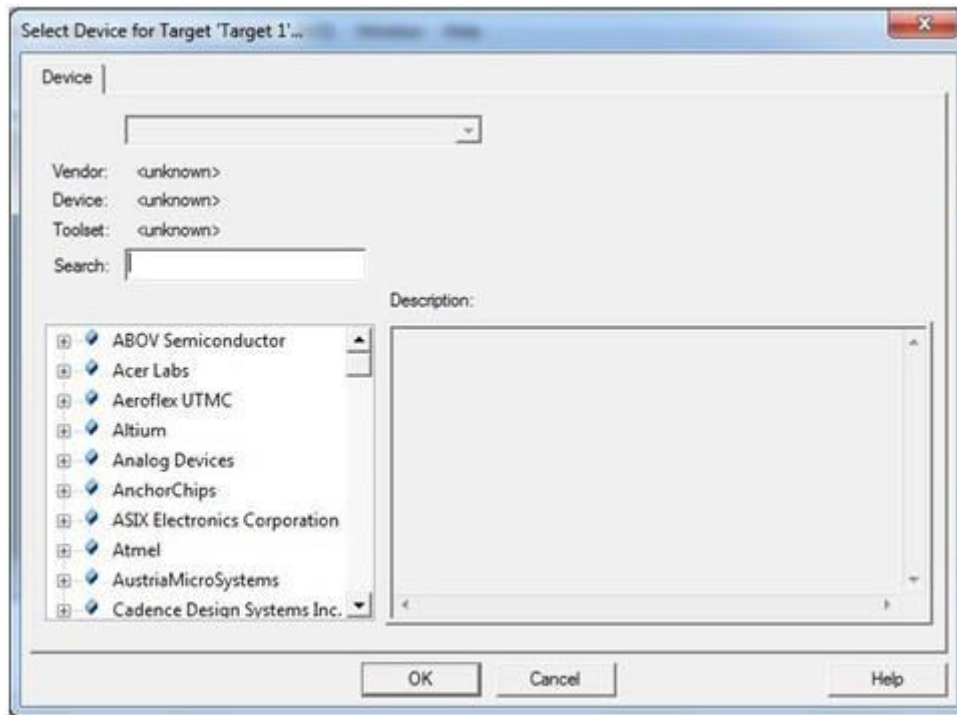 Select Device for Target 'Target 1'...
Device
Vendor: <unknown>
Device: <unknown>
Toolset: <unknown>
Search:
Description:
ABOV Semiconductor
Acer Labs
Aeroflex UTMC
Altium
Analog Devices
AnchorChips
ASIX Electronics Corporation
Atmel
AustriaMicroSystems
Cadence Design Systems Inc.
OK Cancel Help